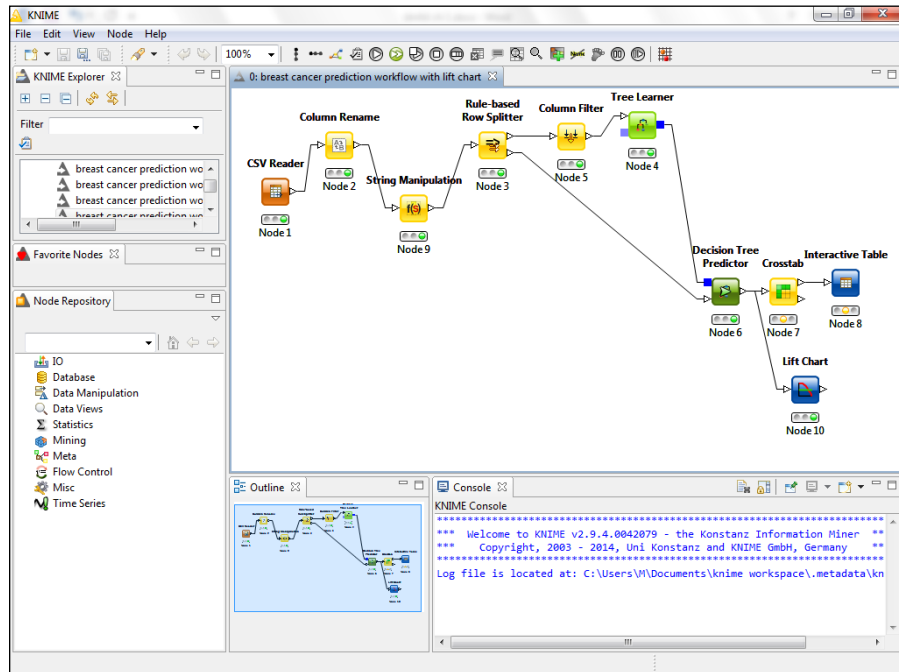 KNIME
File Edit View Node Help
100%
KNIME Explorer
0: breast cancer prediction workflow with lift chart
Filter
breast cancer prediction wo
breast cancer prediction wo
breast cancer prediction wo
breast cancer prediction wo
Favorite Nodes
Node Repository
IO
Database
Data Manipulation
Data Views
Statistics
Mining
Meta
Flow Control
Misc
Time Series
CSV Reader
Node 1
Column Rename
Node 2
String Manipulation
f(s)
Node 9
Rule-based
Row Splitter
Node 3
Column Filter
Node 5
Tree Learner
Node 4
Decision Tree
Predictor
Node 6
Crosstab
Node 7
Interactive Table
Node 8
Lift Chart
Node 10
Outline
Console
KNIME Console
*** Welcome to KNIME v2.9.4.0042079 - the Konstanz Information Miner **
*** Copyright, 2003 - 2014, Uni Konstanz and KNIME GmbH, Germany **
Log file is located at: C:\Users\M\Documents\knime workspace\.metadata\kn